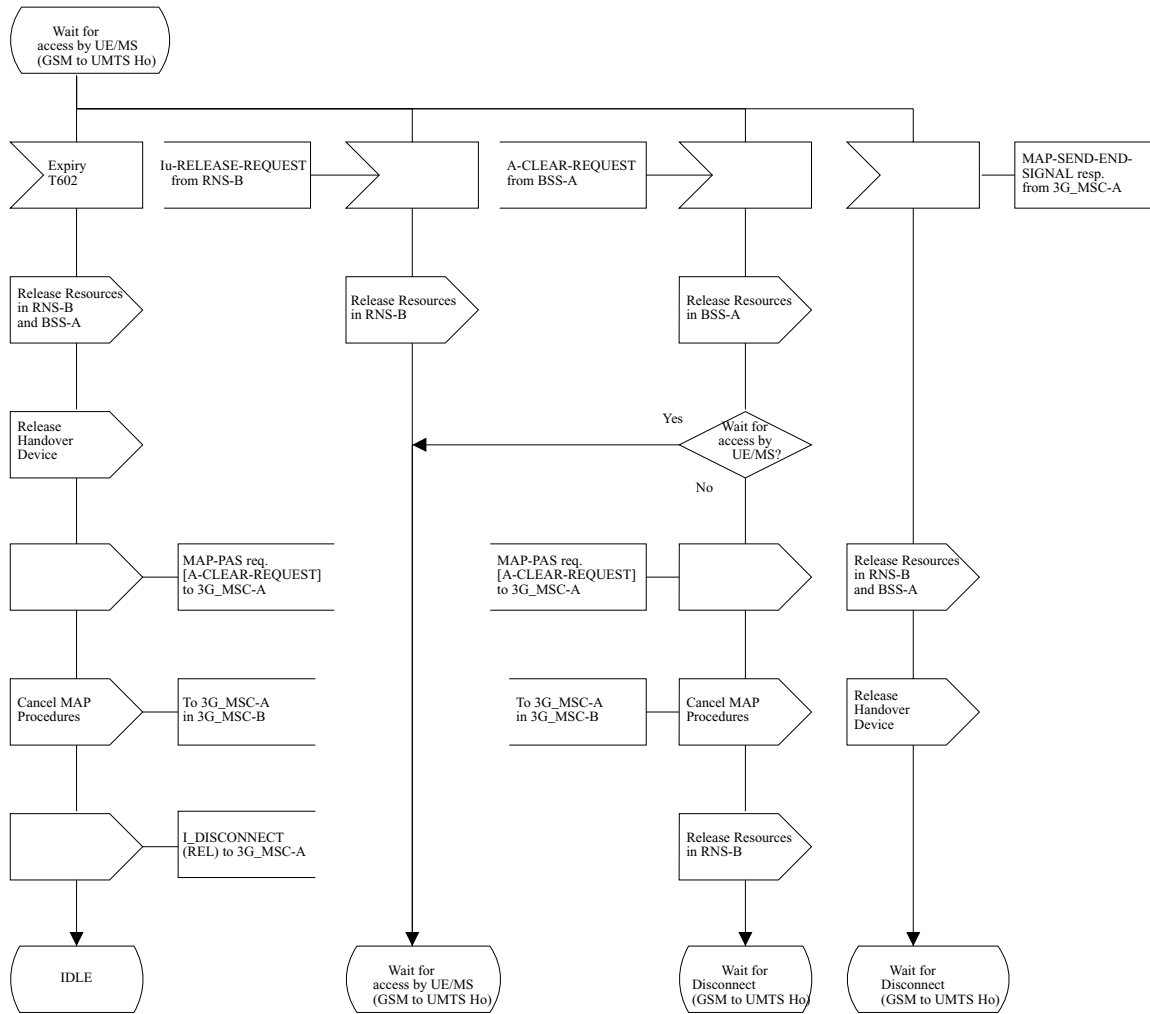 Wait for
access by UE/MS
(GSM to UMTS Ho)
Expiry
T602
Iu-RELEASE-REQUEST
from RNS-B
A-CLEAR-REQUEST
from BSS-A
MAP-SEND-END-
SIGNAL resp.
from 3G_MSC-A
Release Resources
in RNS-B
and BSS-A
Release Resources
in RNS-B
Release Resources
in BSS-A
Release
Handover
Device
Yes
Wait for
access by
UE/MS?
No
MAP-PAS req.
[A-CLEAR-REQUEST]
to 3G_MSC-A
MAP-PAS req.
[A-CLEAR-REQUEST]
to 3G_MSC-A
Release Resources
in RNS-B
and BSS-A
Cancel MAP
Procedures
To 3G_MSC-A
in 3G_MSC-B
To 3G_MSC-A
in 3G_MSC-B
Cancel MAP
Procedures
Release
Handover
Device
I_DISCONNECT
(REL) to 3G_MSC-A
Release Resources
in RNS-B
IDLE
Wait for
access by UE/MS
(GSM to UMTS Ho)
Wait for
Disconnect
(GSM to UMTS Ho)
Wait for
Disconnect
(GSM to UMTS Ho)